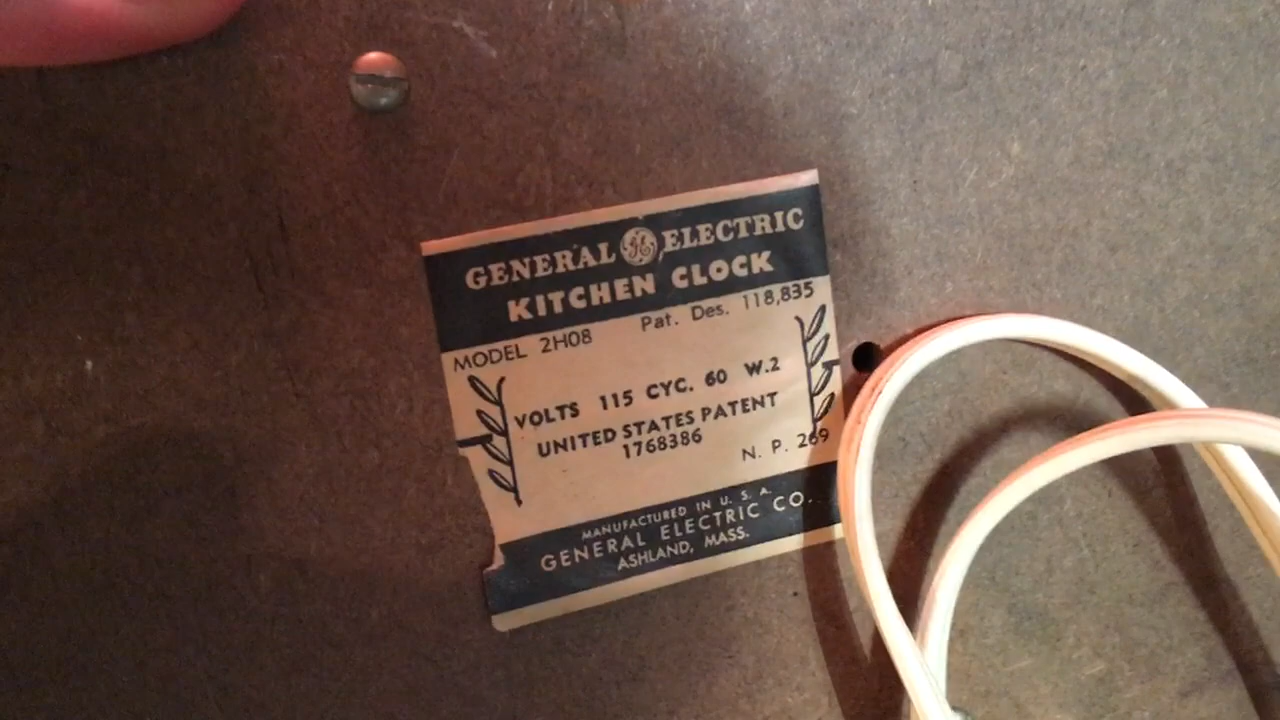 GENERAL GE ELECTRIC
KITCHEN CLOCK
MODEL 2H08 Pat. Des. 118,835
VOLTS 115 CYC. 60 W.2
UNITED STATES PATENT
1768386
N. P. 269
MANUFACTURED IN U. S. A.
GENERAL ELECTRIC CO.
ASHLAND, MASS.